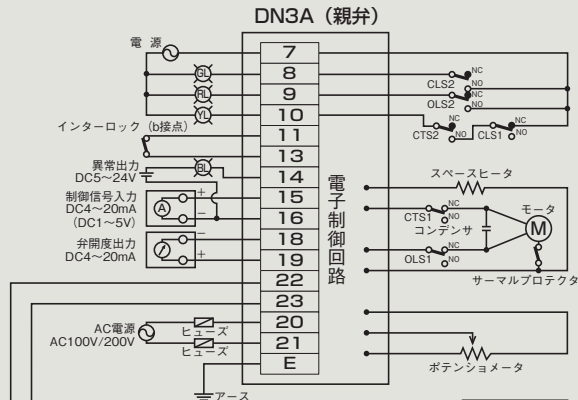 DN3A（親弁）
電 源
7
8
9
10
11
13
14
15
16
18
19
22
23
20
21
E
GL
RL
YL
インターロック（b接点）
異常出力
DC5～24V
BL
制御信号入力
DC4～20mA
(DC1～5V)
A
+
−
弁開度出力
DC4～20mA
−
+
AC電源
AC100V/200V
ヒューズ
ヒューズ
アース
電子制御回路
NC
CLS2
NO
NC
OLS2
NO
NC
CTS2
NO
NC
CLS1
NO
スペースヒータ
NC
CTS1
NO
コンデンサ
モータ
M
NC
OLS1
NO
サーマルプロテクタ
ポテンショメータ